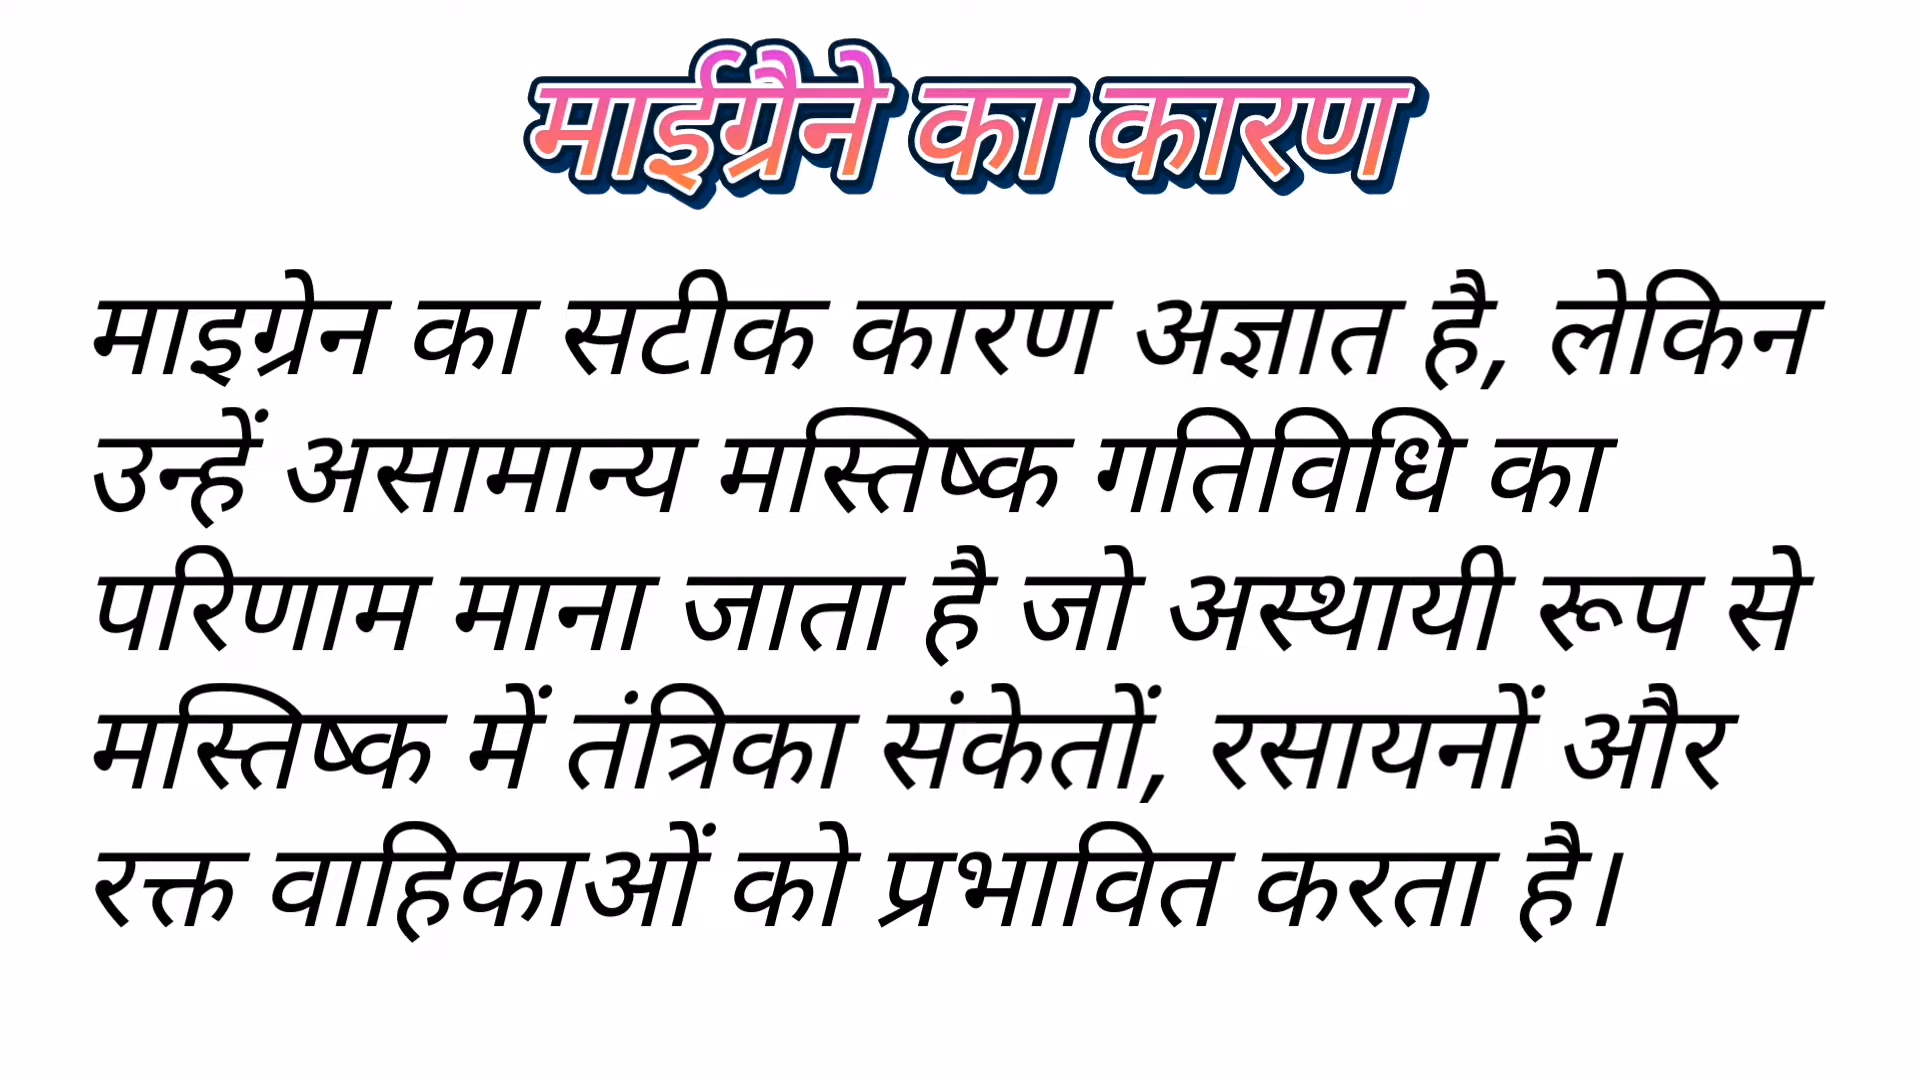 माईग्रैने का कारण
माइग्रेन का सटीक कारण अज्ञात है, लेकिन
उन्हें असामान्य मस्तिष्क गतिविधि का
परिणाम माना जाता है जो अस्थायी रूप से
मस्तिष्क में तंत्रिका संकेतों, रसायनों और
रक्त वाहिकाओं को प्रभावित करता है।